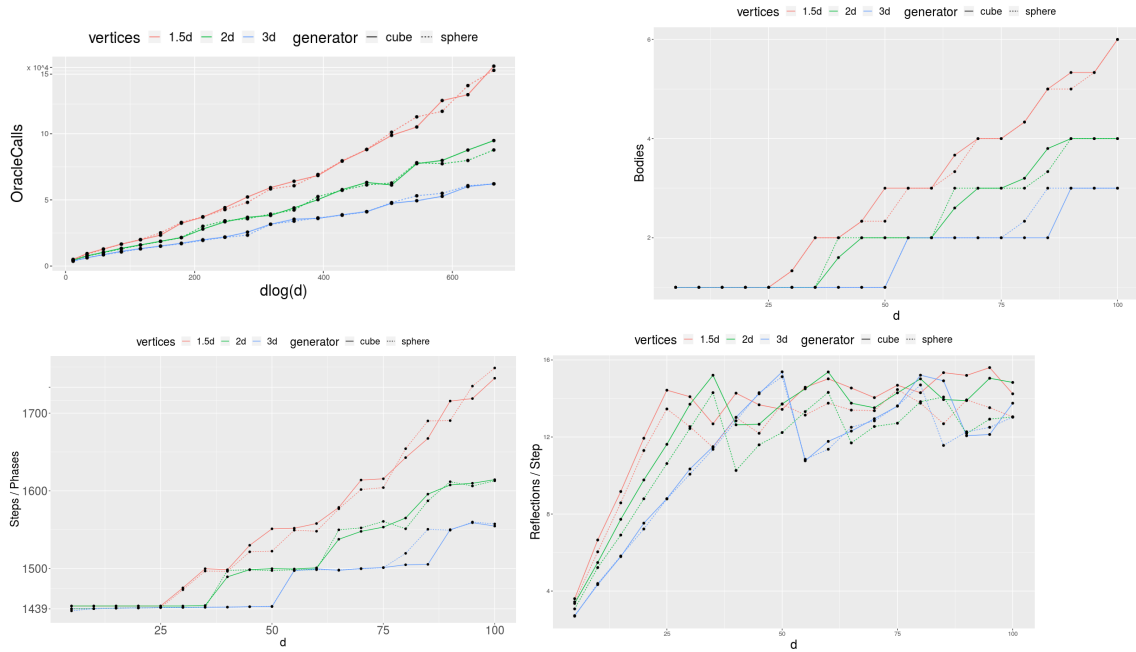 vertices 1.5d 2d 3d generator cube sphere
x 10^4
15
10
5
0
OracleCalls
0 200 400 600
dlog(d)
vertices 1.5d 2d 3d generator cube sphere
6
4
2
Bodies
25 50 75 100
d
vertices 1.5d 2d 3d generator cube sphere
1700
1600
1500
1439
Steps / Phases
25 50 75 100
d
vertices 1.5d 2d 3d generator cube sphere
16
12
8
4
Reflections / Step
25 50 75 100
d